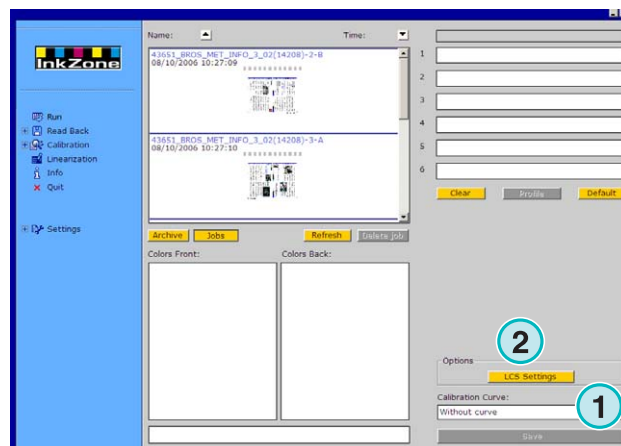 InkZone
Run
Read Back
Calibration
Linearization
Info
Quit
Settings
Name:
Time:
43651_BROS_MET_INFO_3_02(14208)-2-B
08/10/2006 10:27:09
43651_BROS_MET_INFO_3_02(14208)-3-A
08/10/2006 10:27:10
Archive
Jobs
Refresh
Delete job
Colors Front:
Colors Back:
1
2
3
4
5
6
Clear
Profile
Default
2
Options
LCS Settings
Calibration Curve:
Without curve
1
Save